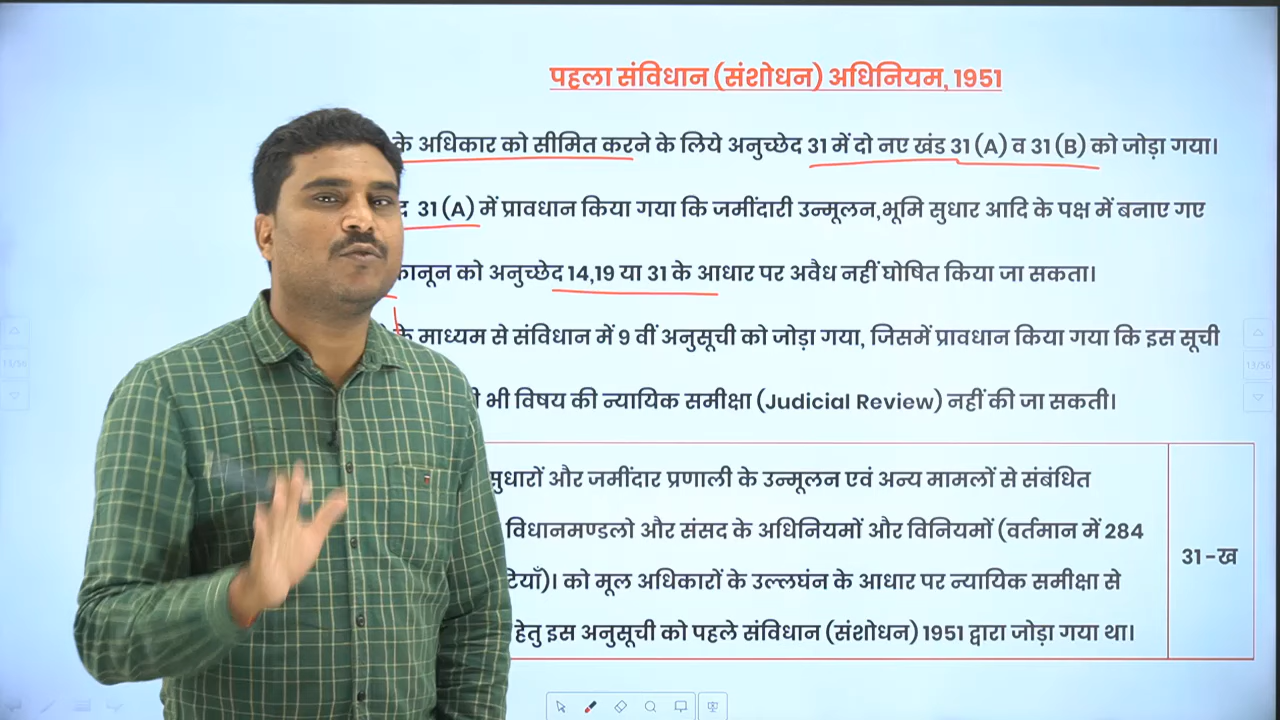 पहला संविधान (संशोधन) अधिनियम, 1951
के अधिकार को सीमित करने के लिये अनुच्छेद 31 में दो नए खंड 31 (A) व 31 (B) को जोड़ा गया।
31 (A) में प्रावधान किया गया कि जमींदारी उन्मूलन,भूमि सुधार आदि के पक्ष में बनाए गए
कानून को अनुच्छेद 14,19 या 31 के आधार पर अवैध नहीं घोषित किया जा सकता।
के माध्यम से संविधान में 9 वीं अनुसूची को जोड़ा गया, जिसमें प्रावधान किया गया कि इस सूची
भी विषय की न्यायिक समीक्षा (Judicial Review) नहीं की जा सकती।
सुधारों और जमींदार प्रणाली के उन्मूलन एवं अन्य मामलों से संबंधित
विधानमण्डलो और संसद के अधिनियमों और विनियमों (वर्तमान में 284
31-ख
टियाँ)। को मूल अधिकारों के उल्लघंन के आधार पर न्यायिक समीक्षा से
हेतु इस अनुसूची को पहले संविधान (संशोधन) 1951 द्वारा जोड़ा गया था।
13/56
13/56